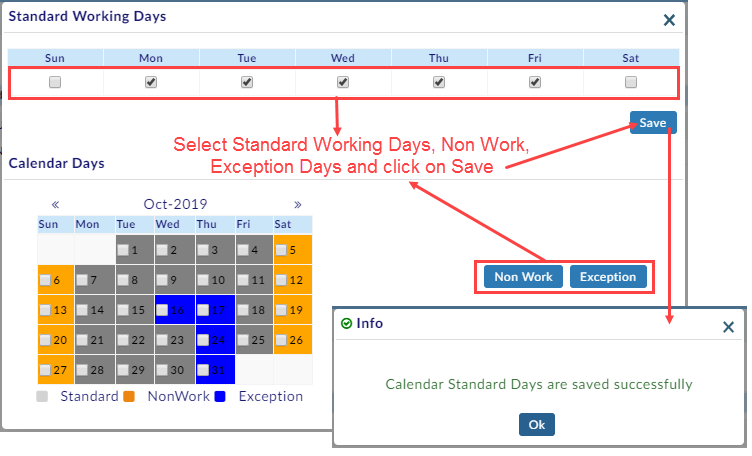 Standard Working Days
Sun Mon Tue Wed Thu Fri Sat
Save
Select Standard Working Days, Non Work,
Exception Days and click on Save
Calendar Days
« Oct-2019 »
Sun Mon Tue Wed Thu Fri Sat
1 2 3 4 5
6 7 8 9 10 11 12
13 14 15 16 17 18 19
20 21 22 23 24 25 26
27 28 29 30 31
Standard NonWork Exception
Non Work Exception
Info
Calendar Standard Days are saved successfully
Ok